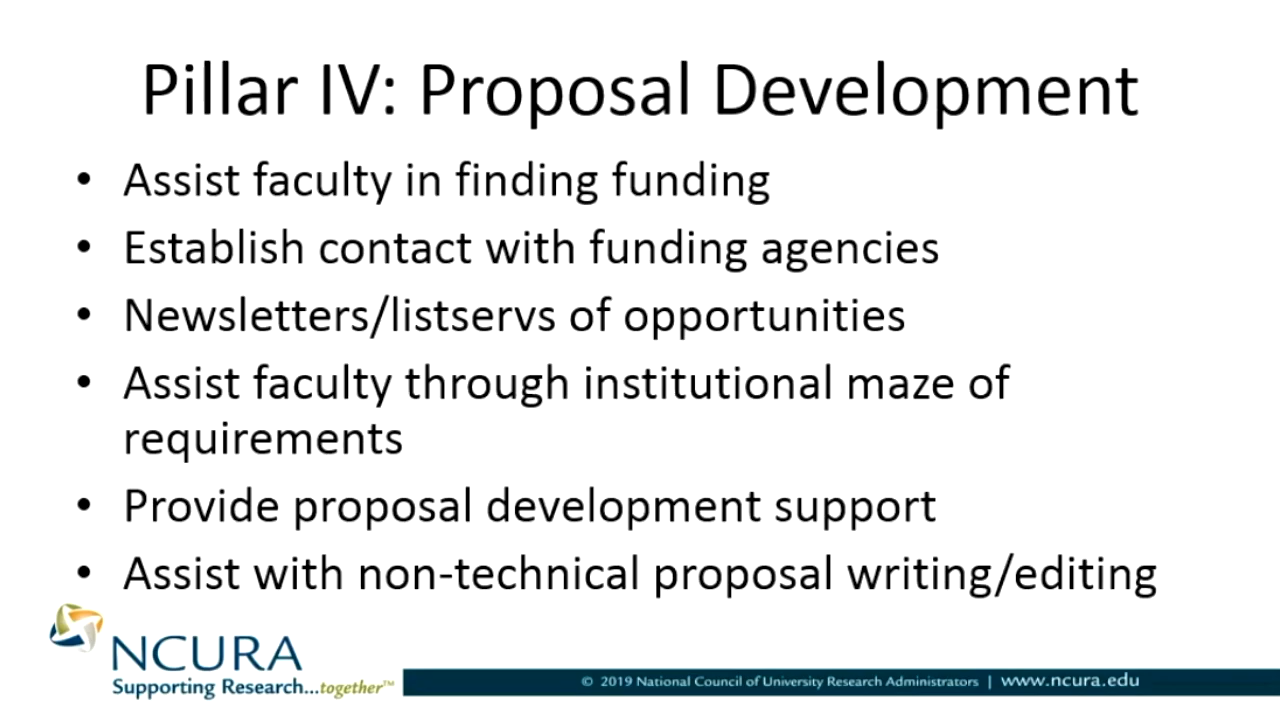 Pillar IV: Proposal Development
• Assist faculty in finding funding
• Establish contact with funding agencies
• Newsletters/listservs of opportunities
• Assist faculty through institutional maze of
requirements
• Provide proposal development support
• Assist with non-technical proposal writing/editing
NCURA
Supporting Research...together™
© 2019 National Council of University Research Administrators | www.ncura.edu